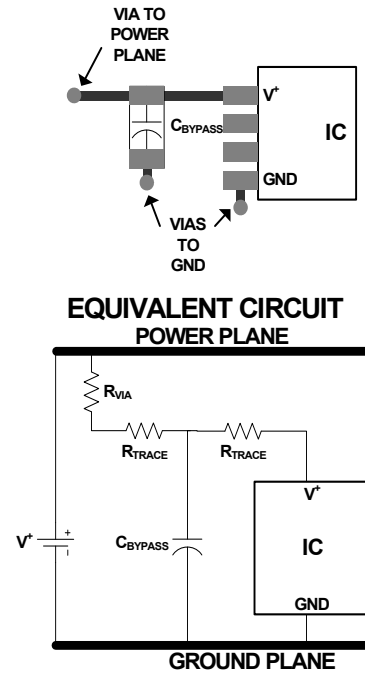 VIA TO
POWER
PLANE
V+
CBYPASS
IC
GND
VIAS
TO
GND
EQUIVALENT CIRCUIT
POWER PLANE
RVIA
RTRACE
RTRACE
V+
V+
CBYPASS
IC
GND
GROUND PLANE